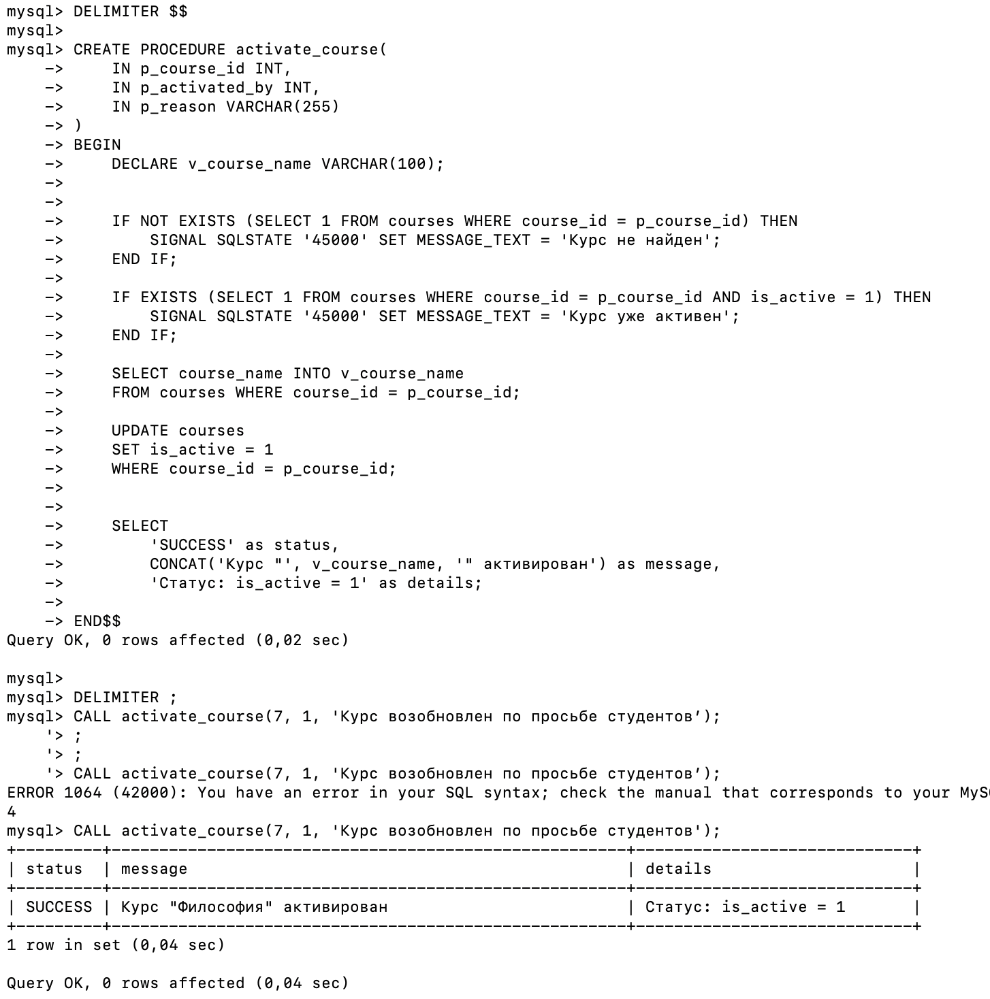 mysql> DELIMITER $$
mysql>
mysql> CREATE PROCEDURE activate_course(
    ->     IN p_course_id INT,
    ->     IN p_activated_by INT,
    ->     IN p_reason VARCHAR(255)
    -> )
    -> BEGIN
    ->     DECLARE v_course_name VARCHAR(100);
    ->
    ->
    ->     IF NOT EXISTS (SELECT 1 FROM courses WHERE course_id = p_course_id) THEN
    ->         SIGNAL SQLSTATE '45000' SET MESSAGE_TEXT = 'Курс не найден';
    ->     END IF;
    ->
    ->     IF EXISTS (SELECT 1 FROM courses WHERE course_id = p_course_id AND is_active = 1) THEN
    ->         SIGNAL SQLSTATE '45000' SET MESSAGE_TEXT = 'Курс уже активен';
    ->     END IF;
    ->
    ->     SELECT course_name INTO v_course_name
    ->     FROM courses WHERE course_id = p_course_id;
    ->
    ->     UPDATE courses
    ->     SET is_active = 1
    ->     WHERE course_id = p_course_id;
    ->
    ->
    ->     SELECT
    ->         'SUCCESS' as status,
    ->         CONCAT('Курс "', v_course_name, '" активирован') as message,
    ->         'Статус: is_active = 1' as details;
    ->
    -> END$$
Query OK, 0 rows affected (0,02 sec)

mysql>
mysql> DELIMITER ;
mysql> CALL activate_course(7, 1, 'Курс возобновлен по просьбе студентов’);
    '> ;
    '> ;
    '> CALL activate_course(7, 1, 'Курс возобновлен по просьбе студентов’);
ERROR 1064 (42000): You have an error in your SQL syntax; check the manual that corresponds to your MyS
4
mysql> CALL activate_course(7, 1, 'Курс возобновлен по просьбе студентов');
+---------+------------------------------------------------------+-----------------------------+
| status  | message                                              | details                     |
+---------+------------------------------------------------------+-----------------------------+
| SUCCESS | Курс "Философия" активирован                         | Статус: is_active = 1       |
+---------+------------------------------------------------------+-----------------------------+
1 row in set (0,04 sec)

Query OK, 0 rows affected (0,04 sec)